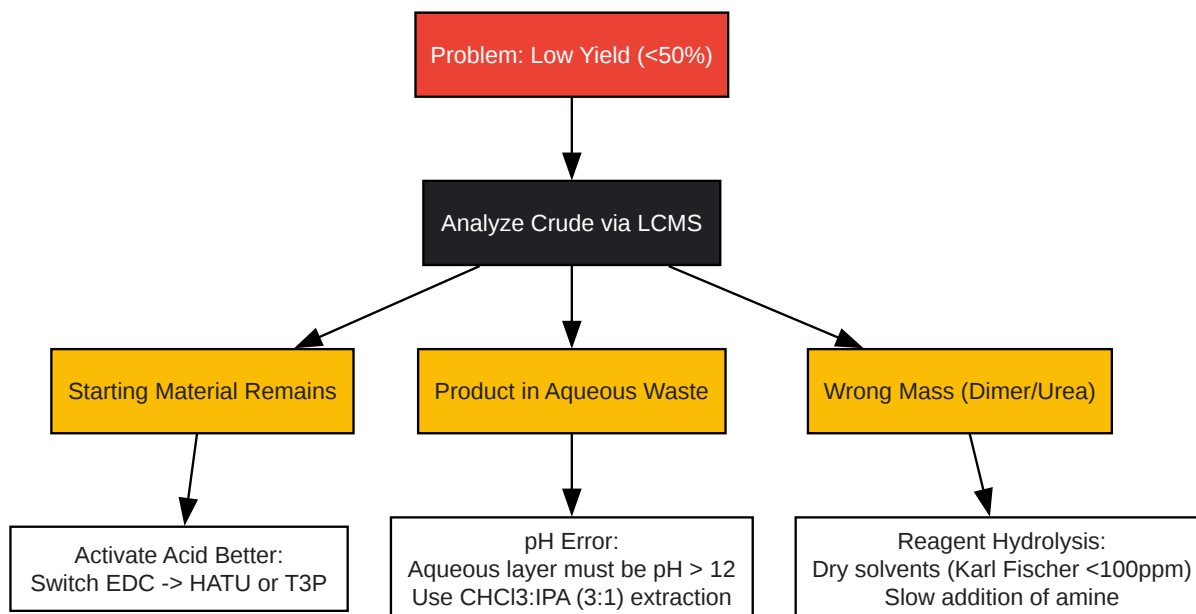 Problem: Low Yield (<50%)
Analyze Crude via LCMS
Starting Material Remains
Product in Aqueous Waste
Wrong Mass (Dimer/Urea)
Activate Acid Better:
Switch EDC -> HATU or T3P
pH Error:
Aqueous layer must be pH > 12
Use CHCl3:IPA (3:1) extraction
Reagent Hydrolysis:
Dry solvents (Karl Fischer <100ppm)
Slow addition of amine